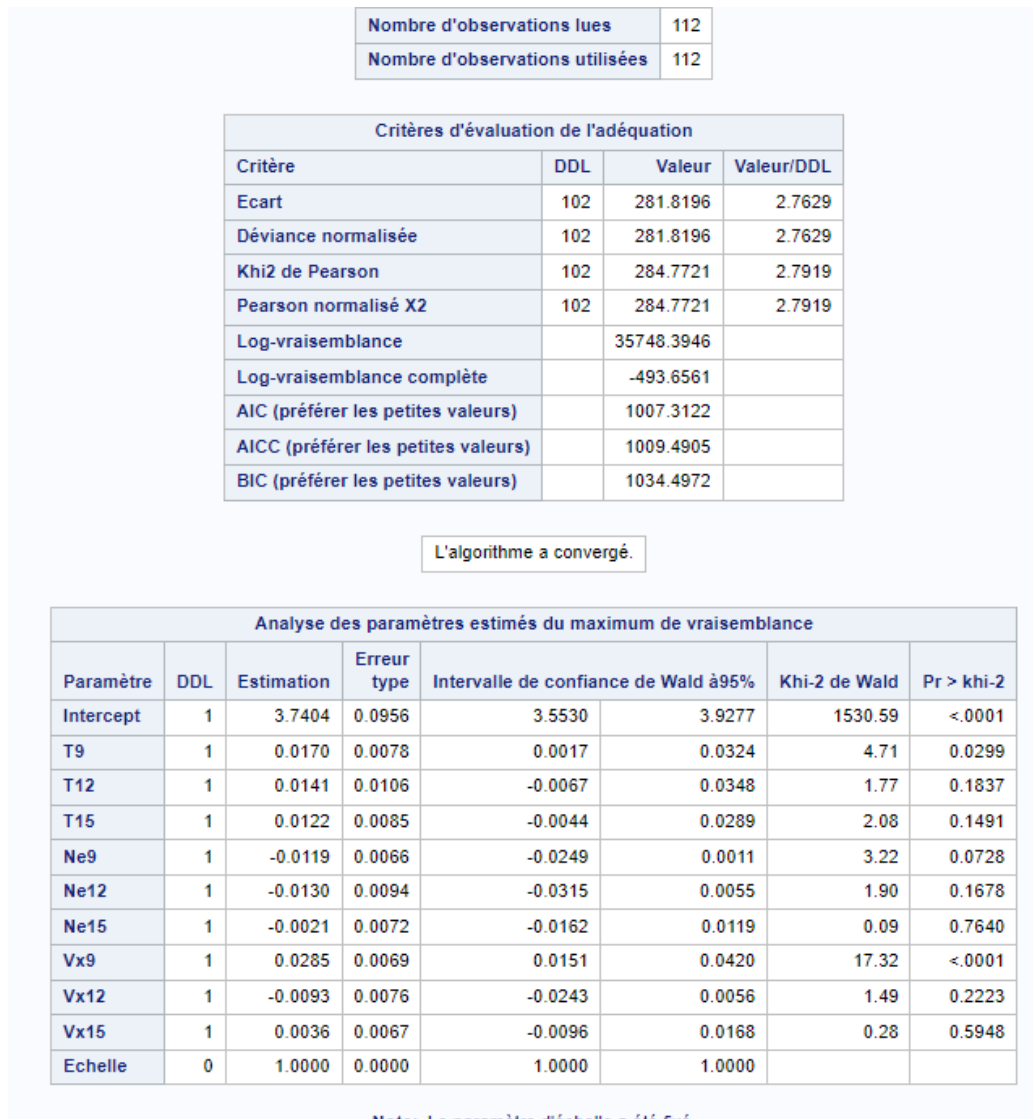 Nombre d'observations lues 112
Nombre d'observations utilisées 112
Critères d'évaluation de l'adéquation
Critère DDL Valeur Valeur/DDL
Ecart 102 281.8196 2.7629
Déviance normalisée 102 281.8196 2.7629
Khi2 de Pearson 102 284.7721 2.7919
Pearson normalisé X2 102 284.7721 2.7919
Log-vraisemblance 35748.3946
Log-vraisemblance complète -493.6561
AIC (préférer les petites valeurs) 1007.3122
AICC (préférer les petites valeurs) 1009.4905
BIC (préférer les petites valeurs) 1034.4972
L'algorithme a convergé.
Analyse des paramètres estimés du maximum de vraisemblance
Paramètre DDL Estimation Erreur type Intervalle de confiance de Wald à95% Khi-2 de Wald Pr > khi-2
Intercept 1 3.7404 0.0956 3.5530 3.9277 1530.59 <.0001
T9 1 0.0170 0.0078 0.0017 0.0324 4.71 0.0299
T12 1 0.0141 0.0106 -0.0067 0.0348 1.77 0.1837
T15 1 0.0122 0.0085 -0.0044 0.0289 2.08 0.1491
Ne9 1 -0.0119 0.0066 -0.0249 0.0011 3.22 0.0728
Ne12 1 -0.0130 0.0094 -0.0315 0.0055 1.90 0.1678
Ne15 1 -0.0021 0.0072 -0.0162 0.0119 0.09 0.7640
Vx9 1 0.0285 0.0069 0.0151 0.0420 17.32 <.0001
Vx12 1 -0.0093 0.0076 -0.0243 0.0056 1.49 0.2223
Vx15 1 0.0036 0.0067 -0.0096 0.0168 0.28 0.5948
Echelle 0 1.0000 0.0000 1.0000 1.0000